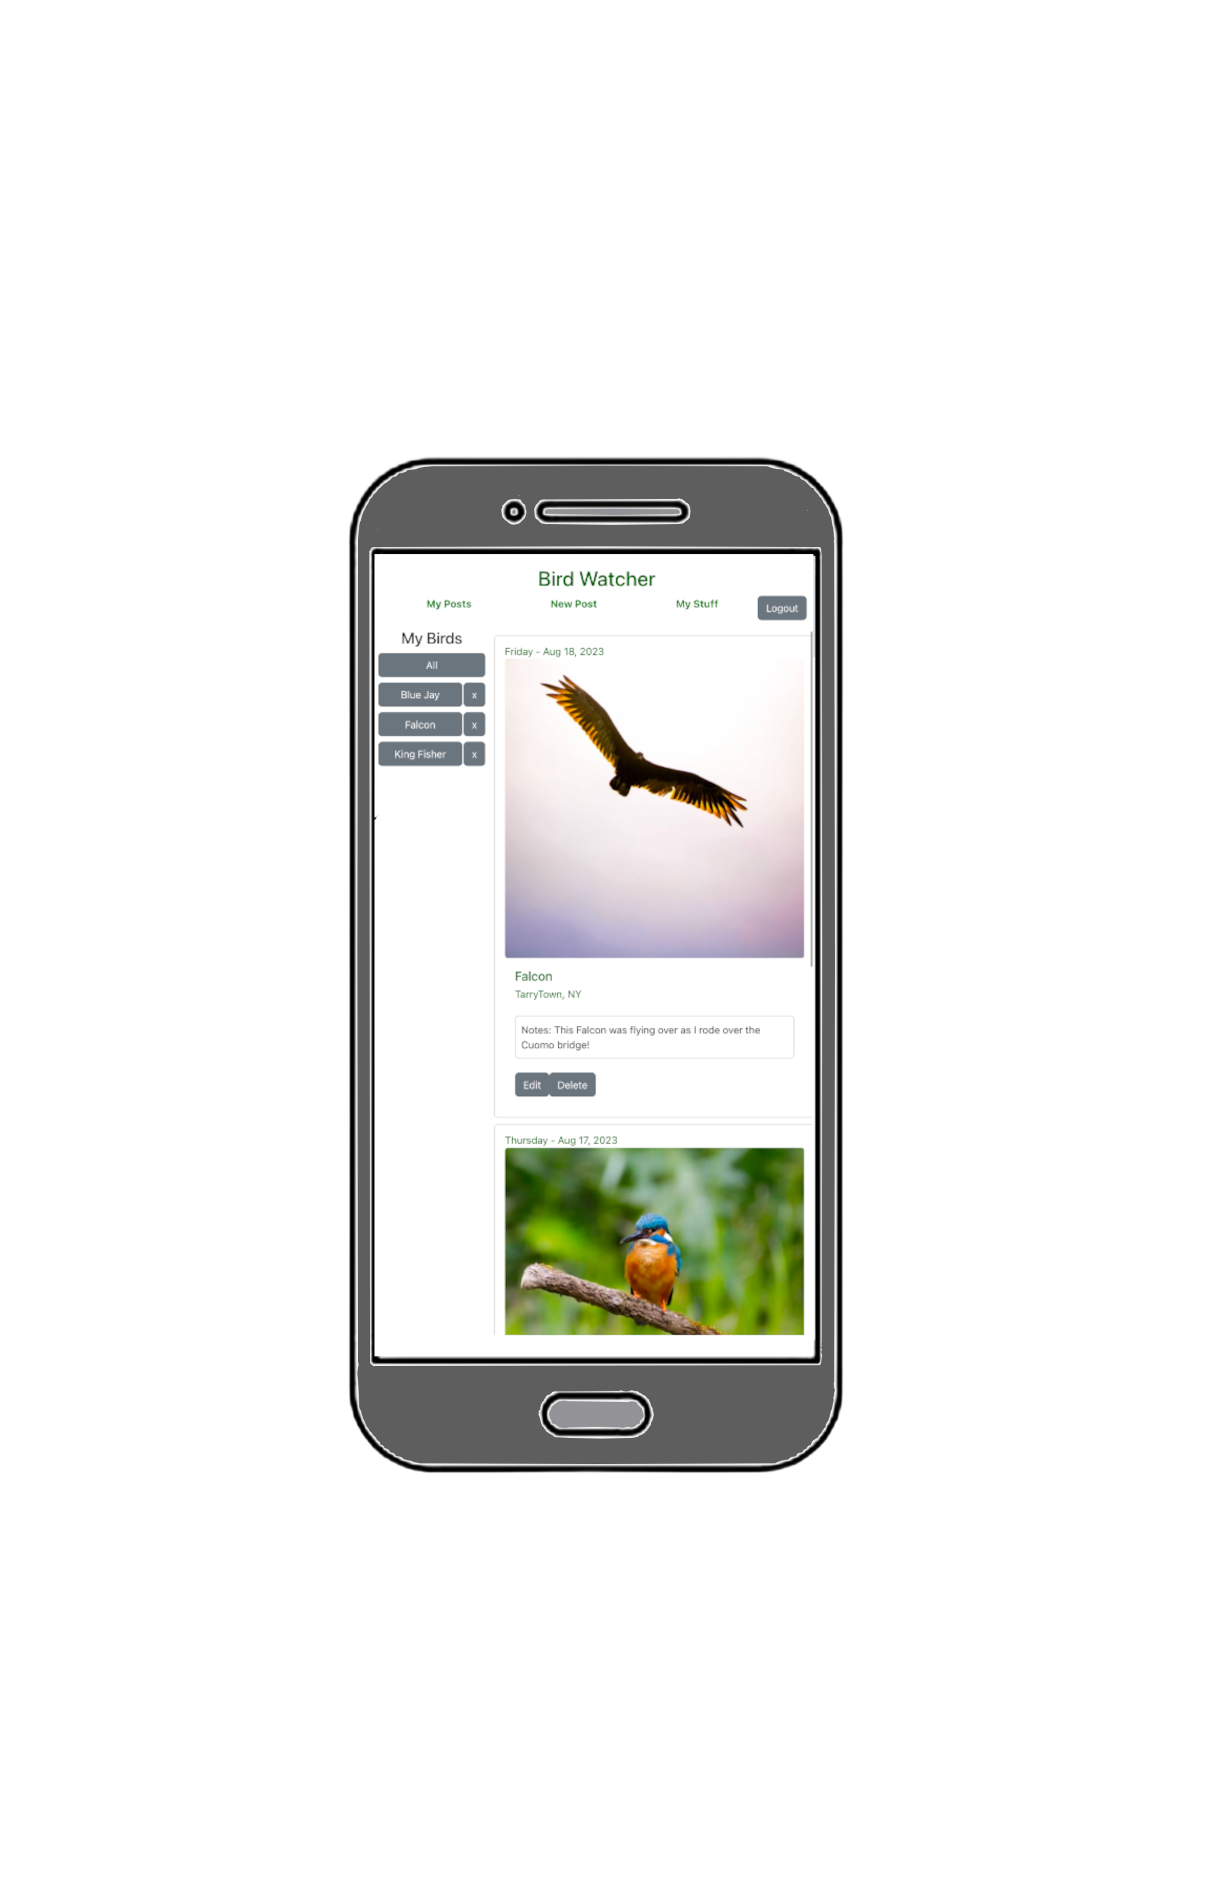 Bird Watcher
My Posts
New Post
My Stuff
Logout
My Birds
All
Blue Jay
x
Falcon
x
King Fisher
x
Friday - Aug 18, 2023
Falcon
TarryTown, NY
Notes: This Falcon was flying over as I rode over the
Cuomo bridge!
Edit
Delete
Thursday - Aug 17, 2023